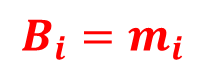 B_i = m_i